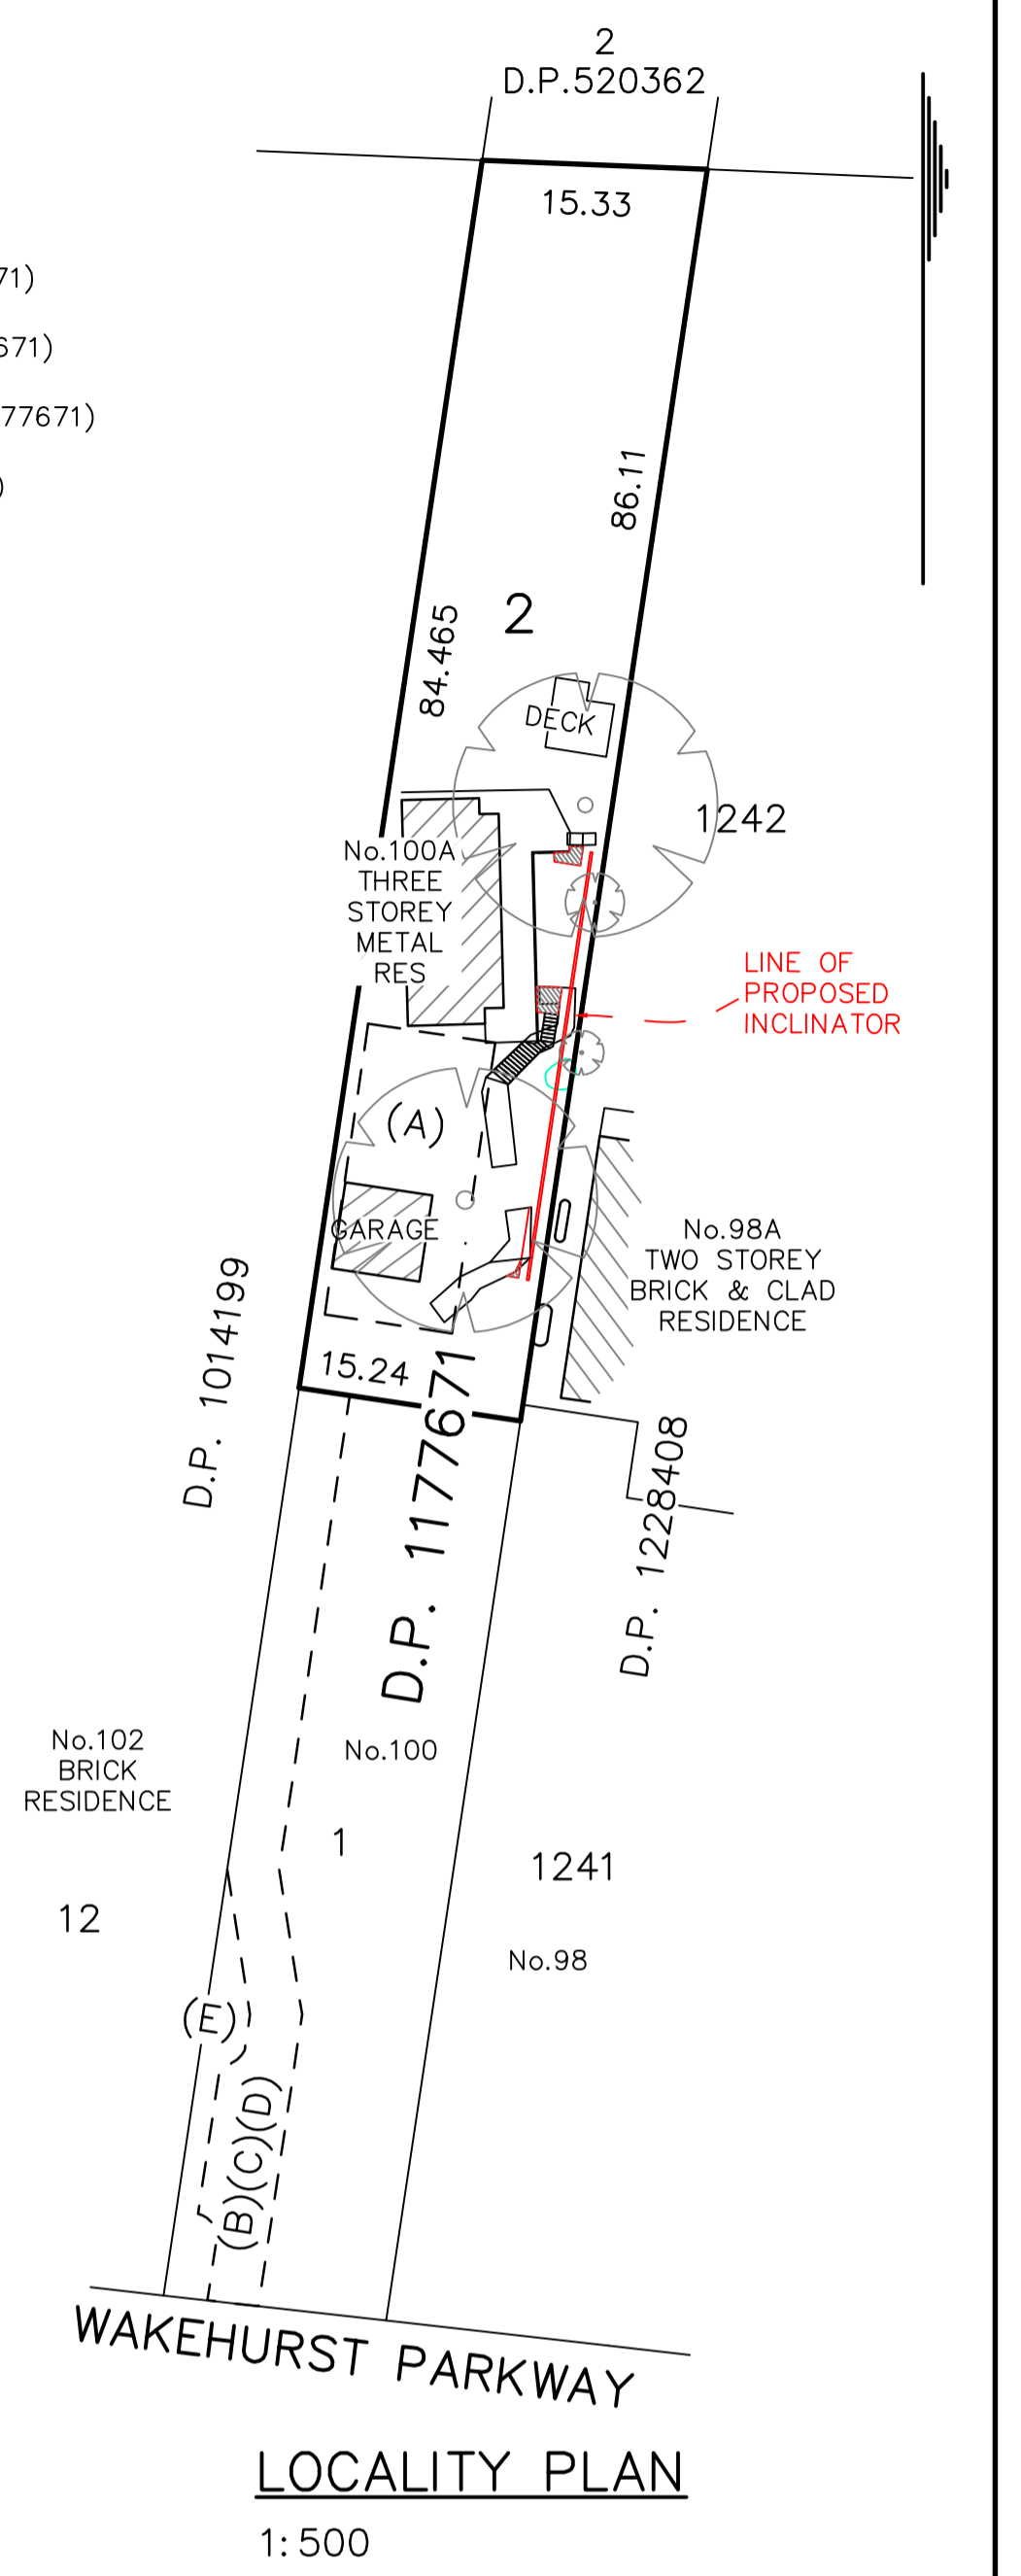 2
D.P.520362
15.33
71)
671)
77671)
)
86.11
2
84.465
DECK
1242
No.100A
THREE
STOREY
METAL
RES
LINE OF
PROPOSED
INCLINATOR
(A)
GARAGE
No.98A
TWO STOREY
BRICK & CLAD
RESIDENCE
D.P. 1014199
15.24
D.P. 1177671
D.P. 1228408
No.102
BRICK
RESIDENCE
No.100
1
1241
12
No.98
(E)
(B)(C)(D)
WAKEHURST PARKWAY
LOCALITY PLAN
1:500